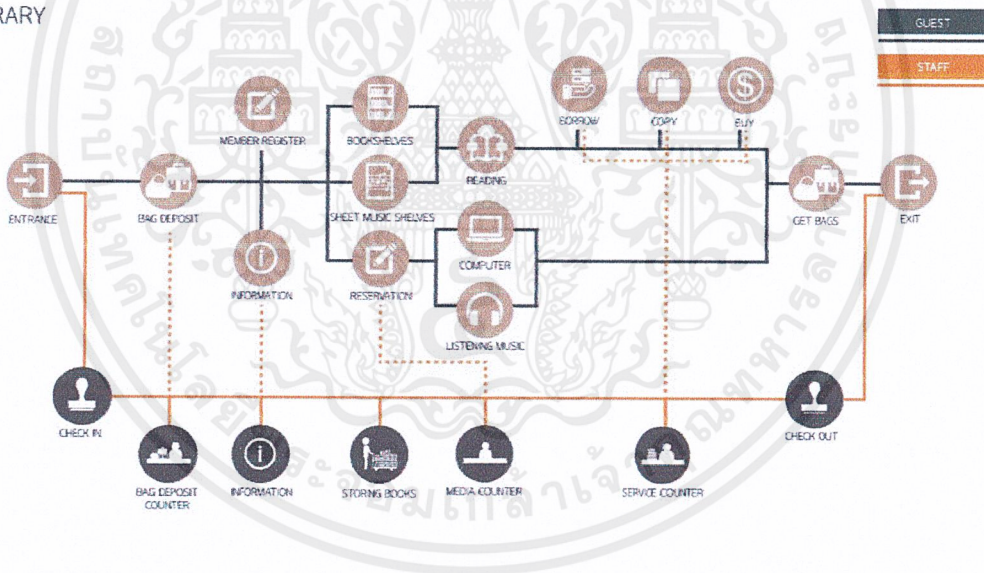 RARY
GUEST
STAFF
MEMBER REGISTER
BOOKSHELVES
BORROW
COPY
BUY
READING
ENTRANCE
BAG DEPOSIT
SHEET MUSIC SHELVES
GET BAGS
EXIT
COMPUTER
INFORMATION
RESERVATION
LISTENING MUSIC
CHECK IN
CHECK OUT
BAG DEPOSIT
COUNTER
INFORMATION
STORING BOOKS
MEDIA COUNTER
SERVICE COUNTER